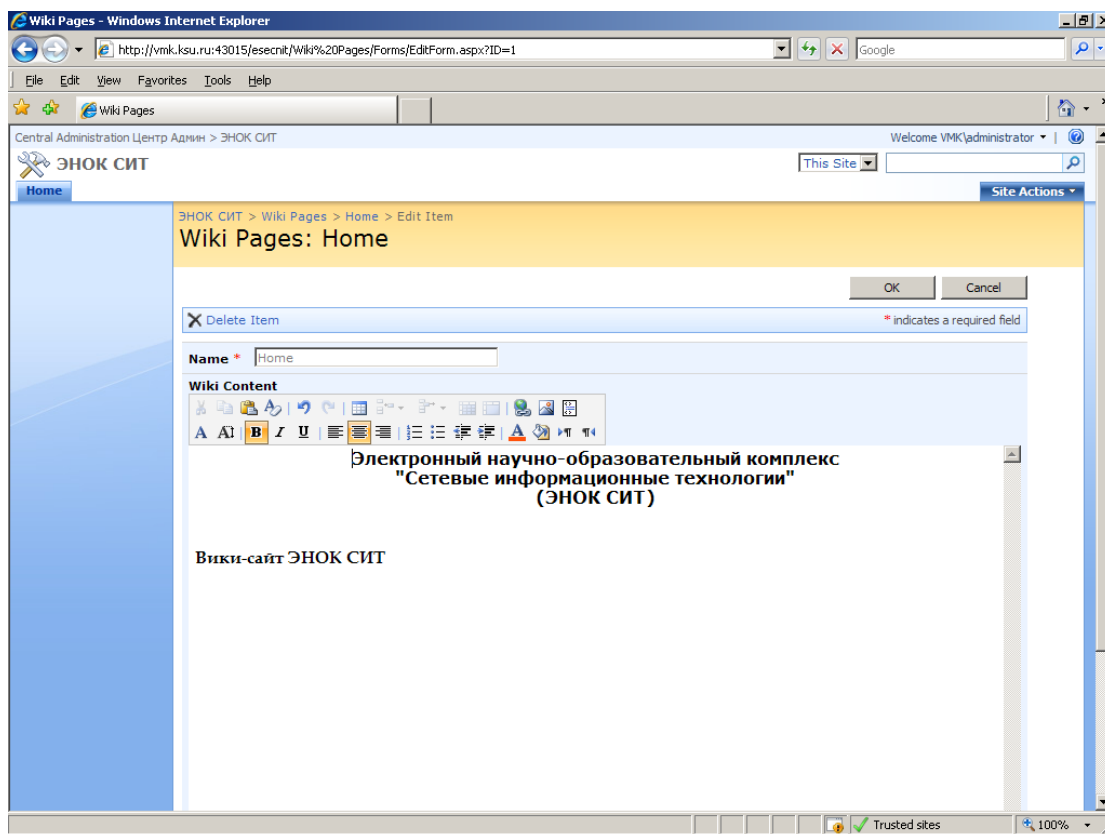 Wiki Pages - Windows Internet Explorer
http://vmk.ksu.ru:43015/esecnit/Wiki%20Pages/Forms/EditForm.aspx?ID=1
Google
File Edit View Favorites Tools Help
Wiki Pages
Central Administration Центр Админ > ЭНОК СИТ
Welcome VMK\administrator
ЭНОК СИТ
This Site
Home
Site Actions
ЭНОК СИТ > Wiki Pages > Home > Edit Item
Wiki Pages: Home
OK Cancel
Delete Item
* indicates a required field
Name * Home
Wiki Content
A A B I U A
Электронный научно-образовательный комплекс
"Сетевые информационные технологии"
(ЭНОК СИТ)
Вики-сайт ЭНОК СИТ
Trusted sites
100%